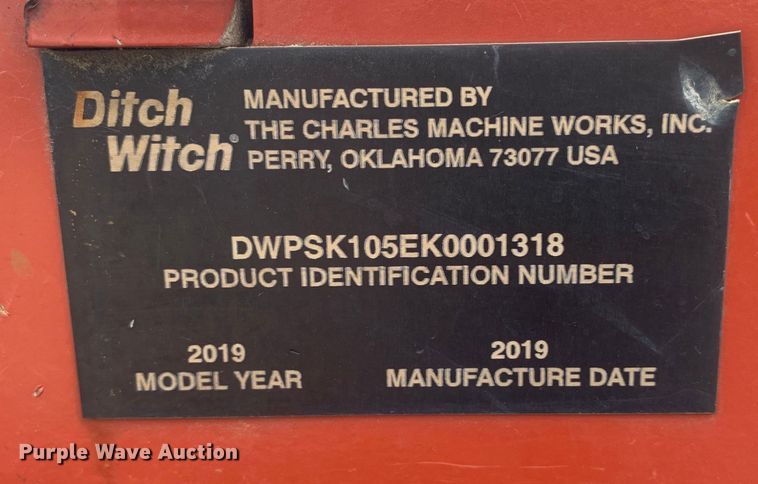 Ditch
Witch®
MANUFACTURED BY
THE CHARLES MACHINE WORKS, INC.
PERRY, OKLAHOMA 73077 USA
DWPSK105EK0001318
PRODUCT IDENTIFICATION NUMBER
2019
MODEL YEAR
2019
MANUFACTURE DATE
Purple Wave Auction